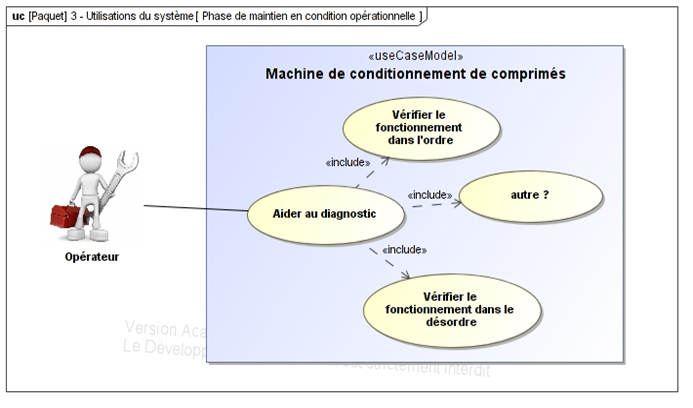 uc [Paquet] 3 - Utilisations du système [ Phase de maintien en condition opérationnelle ]
«useCaseModel»
Machine de conditionnement de comprimés
Vérifier le
fonctionnement
dans l'ordre
«include»
«include»
autre ?
Aider au diagnostic
Opérateur
«include»
Vérifier le
fonctionnement dans le
désordre
Version Aca
Le Développ
est strictement interdit